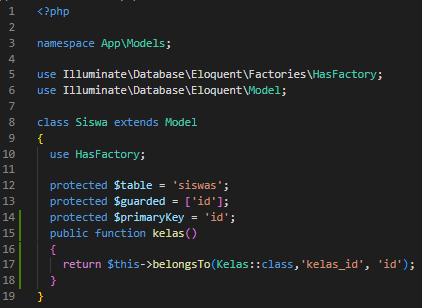 1 <?php
2
3 namespace App\Models;
4
5 use Illuminate\Database\Eloquent\Factories\HasFactory;
6 use Illuminate\Database\Eloquent\Model;
7
8 class Siswa extends Model
9 {
10 use HasFactory;
11
12 protected $table = 'siswas';
13 protected $guarded = ['id'];
14 protected $primaryKey = 'id';
15 public function kelas()
16 {
17 return $this->belongsTo(Kelas::class,'kelas_id', 'id');
18 }
19 }